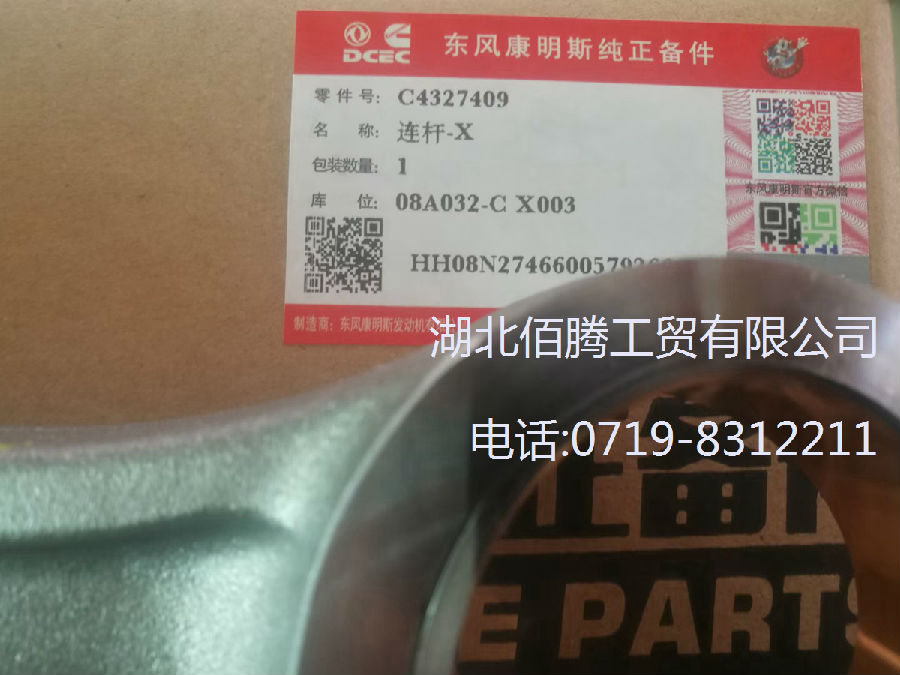 DCEC
东风康明斯纯正备件
零件号: C4327409
名 称: 连杆-X
包装数量: 1
库 位: 08A032-C X003
东风康明斯官方微信
制造商: 东风康明斯发动机
湖北佰腾工贸有限公司
电话:0719-8312211
正备
PARTS